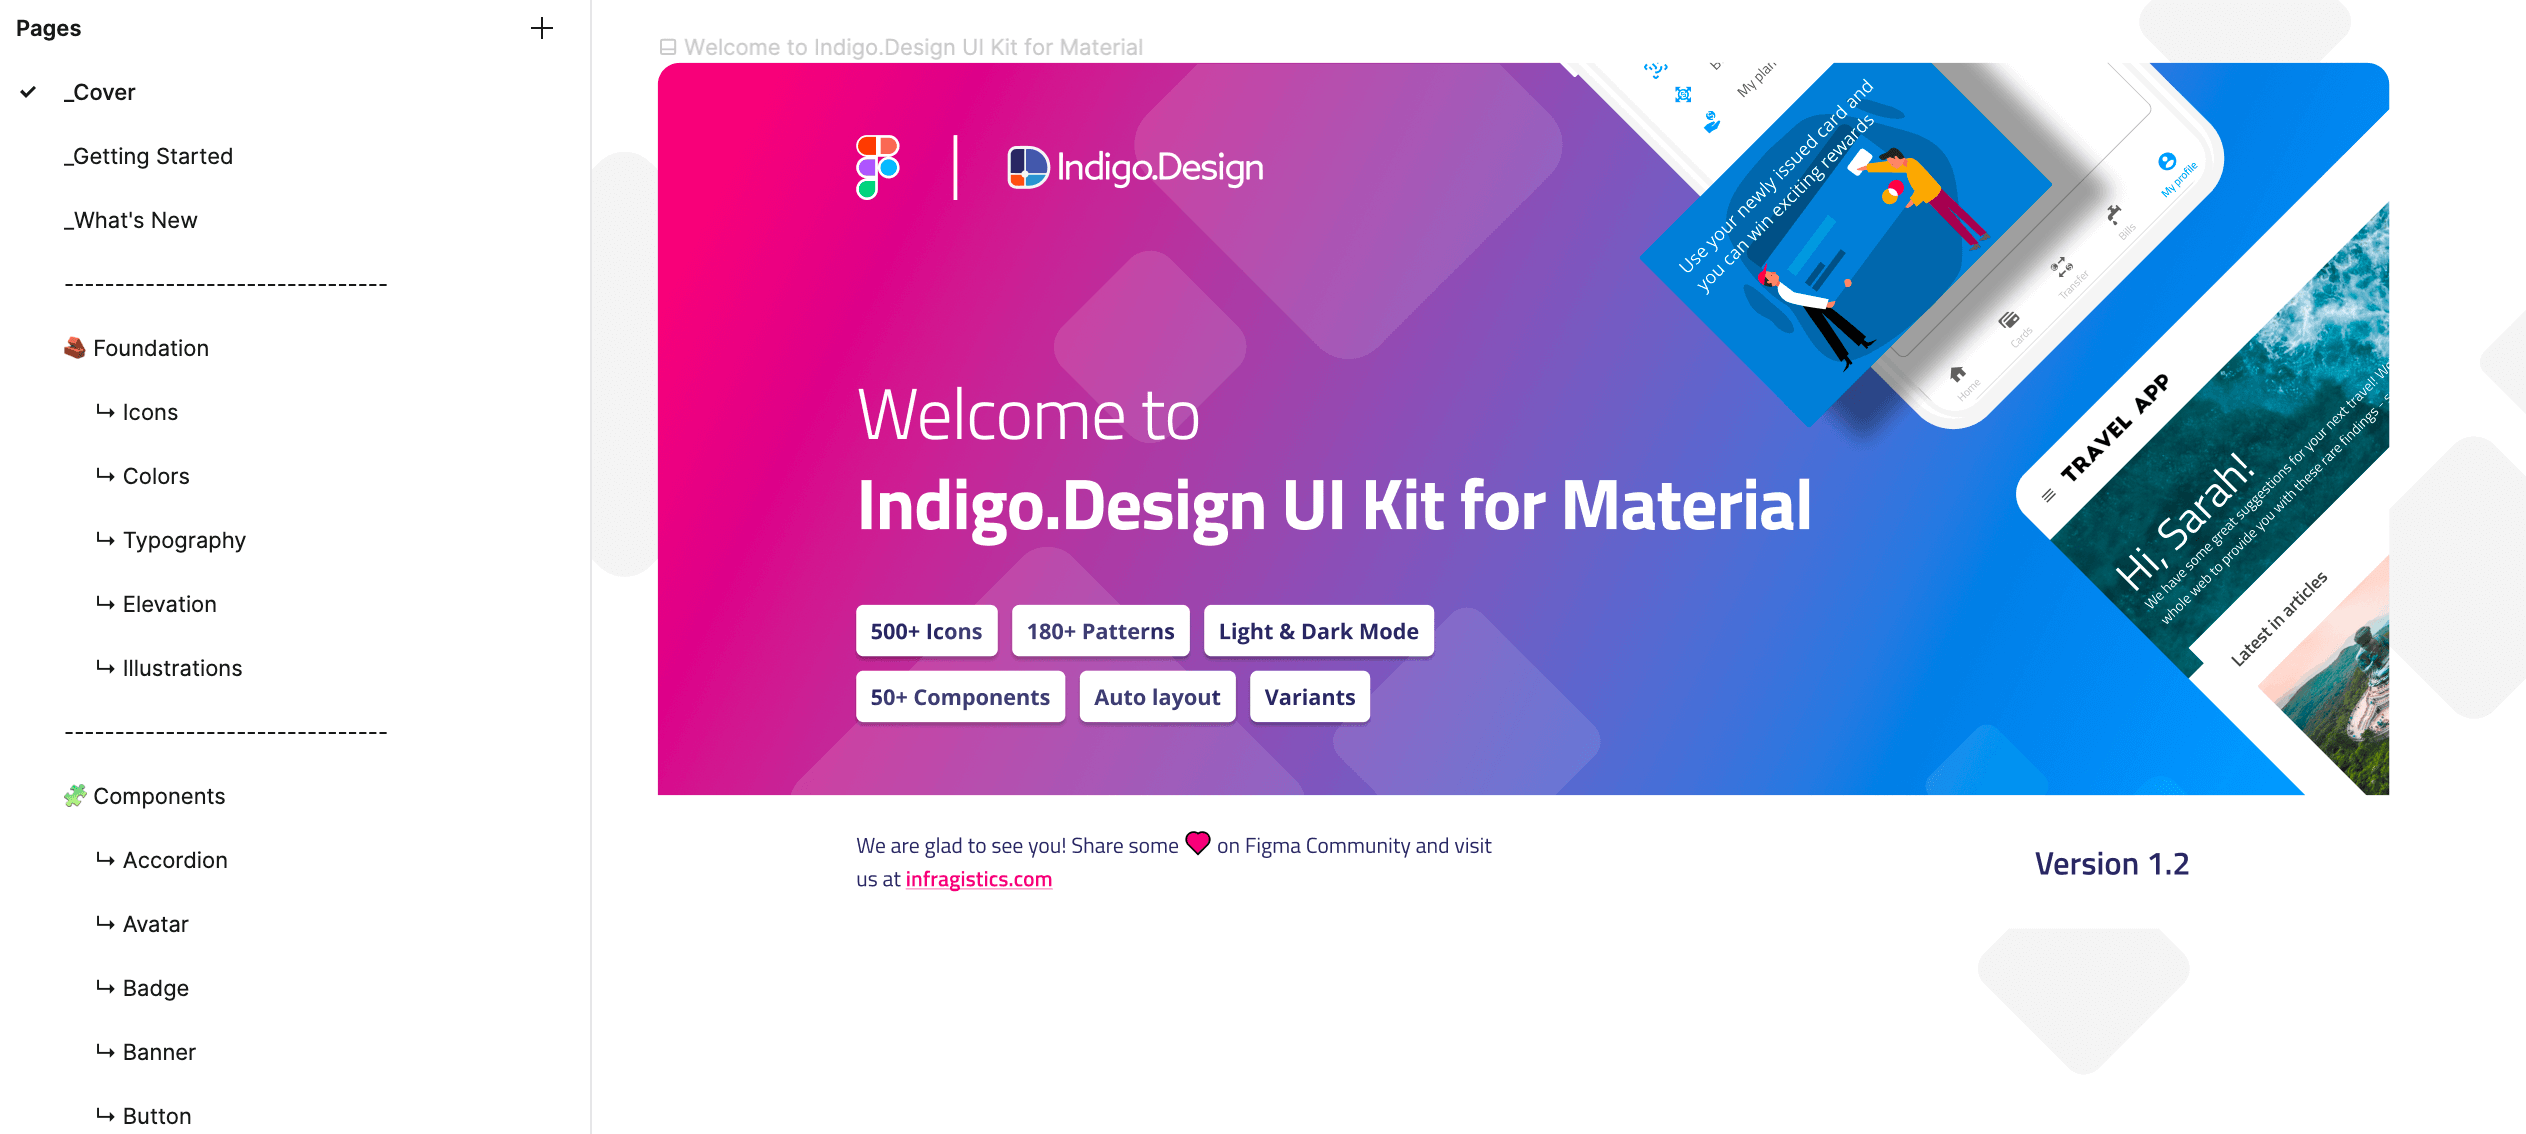 Pages
_Cover
_Getting Started
_What's New
--------------------------------
Foundation
Icons
Colors
Typography
Elevation
Illustrations
--------------------------------
Components
Accordion
Avatar
Badge
Banner
Button
Welcome to Indigo.Design UI Kit for Material
Indigo.Design
Welcome to
Indigo.Design UI Kit for Material
500+ Icons
180+ Patterns
Light & Dark Mode
50+ Components
Auto layout
Variants
My plan
Use your newly issued card and
you can win exciting rewards
My profile
Bills
Transfer
Cards
Home
TRAVEL APP
Hi, Sarah!
We have some great suggestions for your next travel!
whole web to provide you with these rare findings -
Latest in articles
We are glad to see you! Share some on Figma Community and visit
us at infragistics.com
Version 1.2